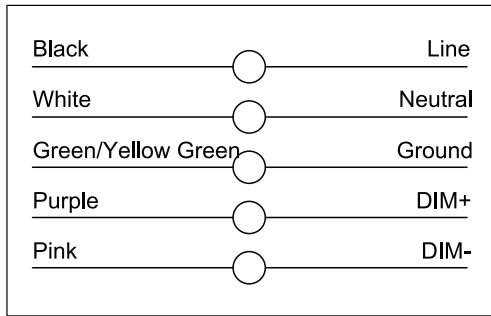 Black Line
White Neutral
Green/Yellow Green Ground
Purple DIM+
Pink DIM-